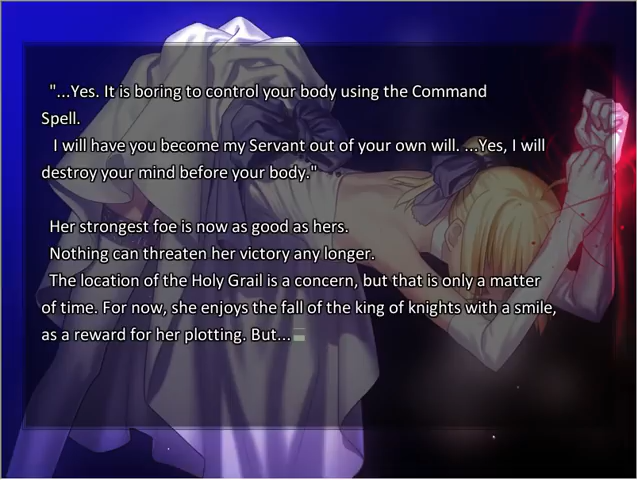 "...Yes. It is boring to control your body using the Command
Spell.
I will have you become my Servant out of your own will. ...Yes, I will
destroy your mind before your body."
Her strongest foe is now as good as hers.
Nothing can threaten her victory any longer.
The location of the Holy Grail is a concern, but that is only a matter
of time. For now, she enjoys the fall of the king of knights with a smile,
as a reward for her plotting. But...